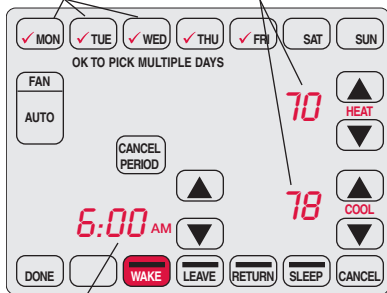 MON TUE WED THU FRI SAT SUN
OK TO PICK MULTIPLE DAYS
FAN
AUTO
70
HEAT
CANCEL
PERIOD
78
COOL
6:00 AM
DONE WAKE LEAVE RETURN SLEEP CANCEL